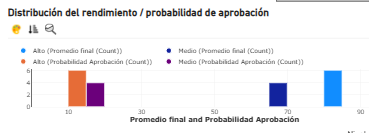 Distribución del rendimiento / probabilidad de aprobación
Alto (Promedio final (Count)) Medio (Promedio final (Count))
Alto (Probabilidad Aprobación (Count)) Medio (Probabilidad Aprobación (Count))
6
4
2
0
10 30 50 70 90
Promedio final and Probabilidad Aprobación